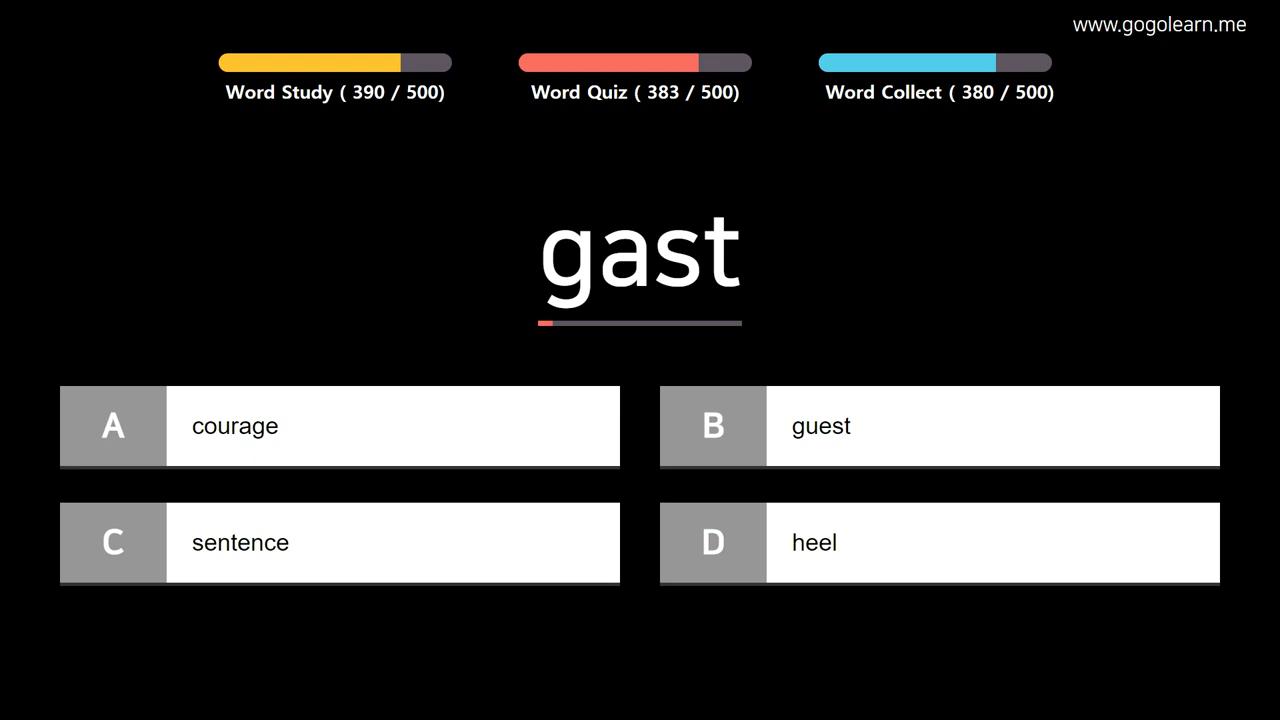 www.gogolearn.me
Word Study ( 390 / 500)
Word Quiz ( 383 / 500)
Word Collect ( 380 / 500)
gast
A courage
B guest
C sentence
D heel